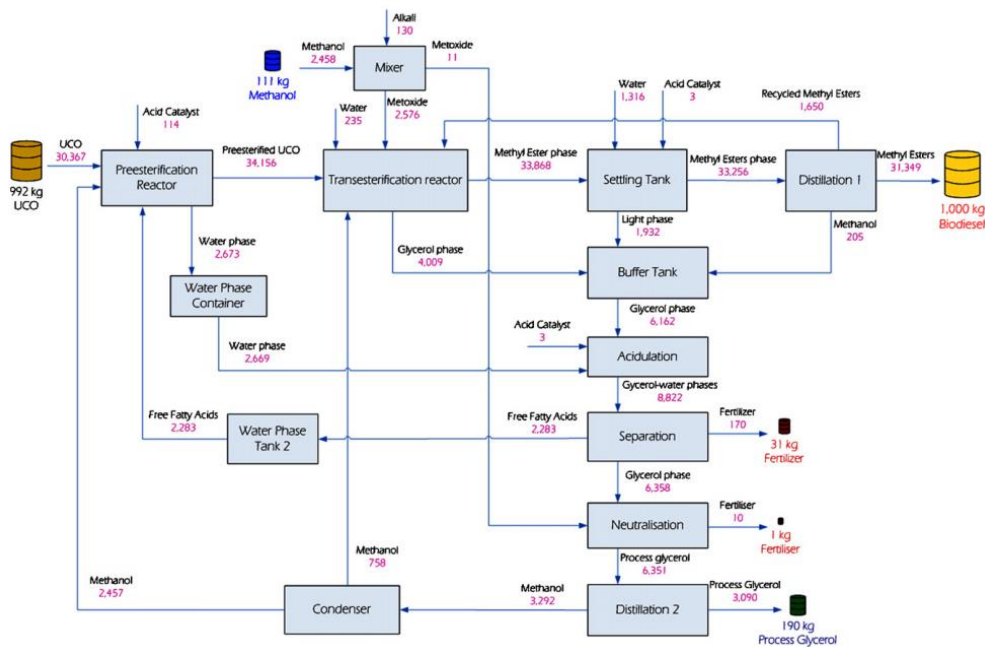 Alkali
130
Methanol
2,458
Metoxide
11
Mixer
111 kg
Methanol
Metoxide
2,576
Water
235
Water
1,316
Acid Catalyst
3
Recycled Methyl Esters
1,650
Acid Catalyst
114
UCO
30,367
992 kg
UCO
Preesterification
Reactor
Preesterified UCO
34,156
Transesterification reactor
Methyl Ester phase
33,868
Settling Tank
Methyl Esters phase
33,256
Distillation 1
Methyl Esters
31,349
1,000 kg
Biodiesel
Water phase
2,673
Glycerol phase
4,009
Light phase
1,932
Methanol
205
Water Phase
Container
Buffer Tank
Glycerol phase
6,162
Water phase
2,669
Acid Catalyst
3
Acidulation
Gycerol-water phases
8,822
Free Fatty Acids
2,283
Water Phase
Tank 2
Free Fatty Acids
2,283
Separation
Fertilizer
170
31 kg
Fertilizer
Glycerol phase
6,358
Neutralisation
Fertiliser
10
1 kg
Fertiliser
Process glycerol
6,351
Methanol
2,457
Methanol
758
Condenser
Methanol
3,292
Distillation 2
Process Glycerol
3,090
190 kg
Process Glycerol